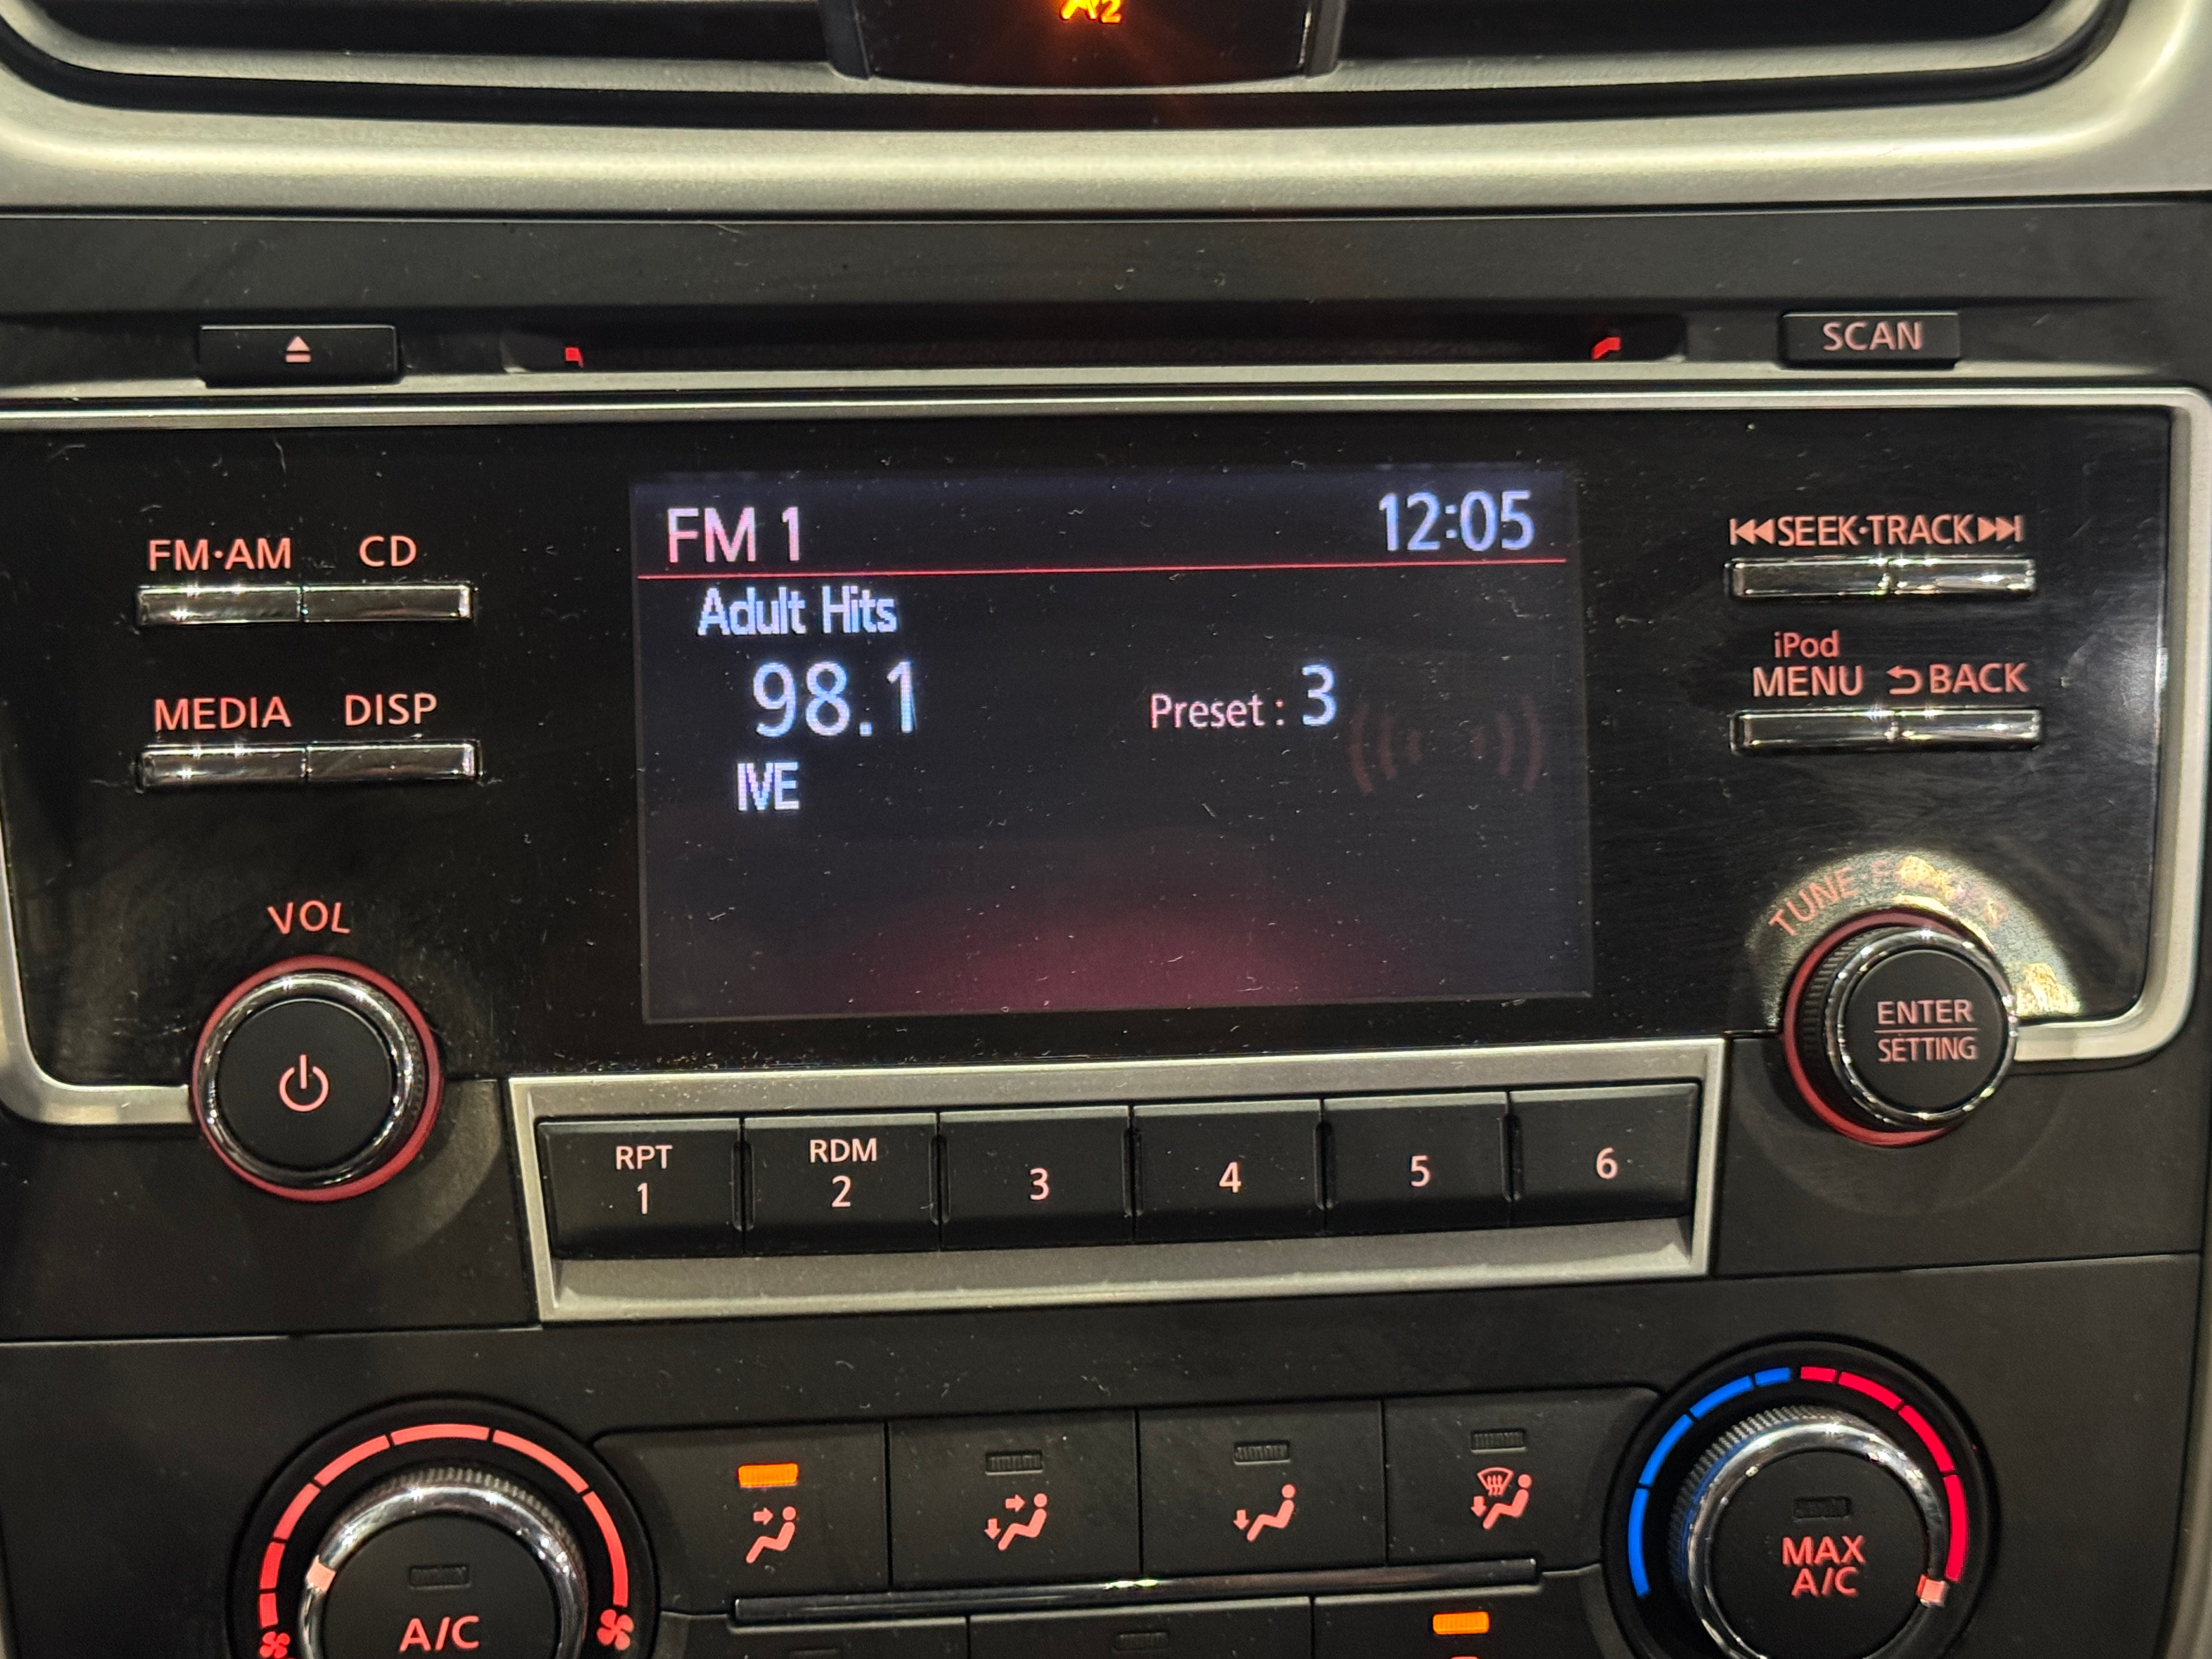 SCAN
FM 1 12:05
FM·AM CD
SEEK·TRACK
Adult Hits
iPod
MENU BACK
98.1 Preset : 3
MEDIA DISP
IVE
VOL
TUNE
ENTER
SETTING
RPT
1
RDM
2
3
4
5
6
MAX
A/C
A/C